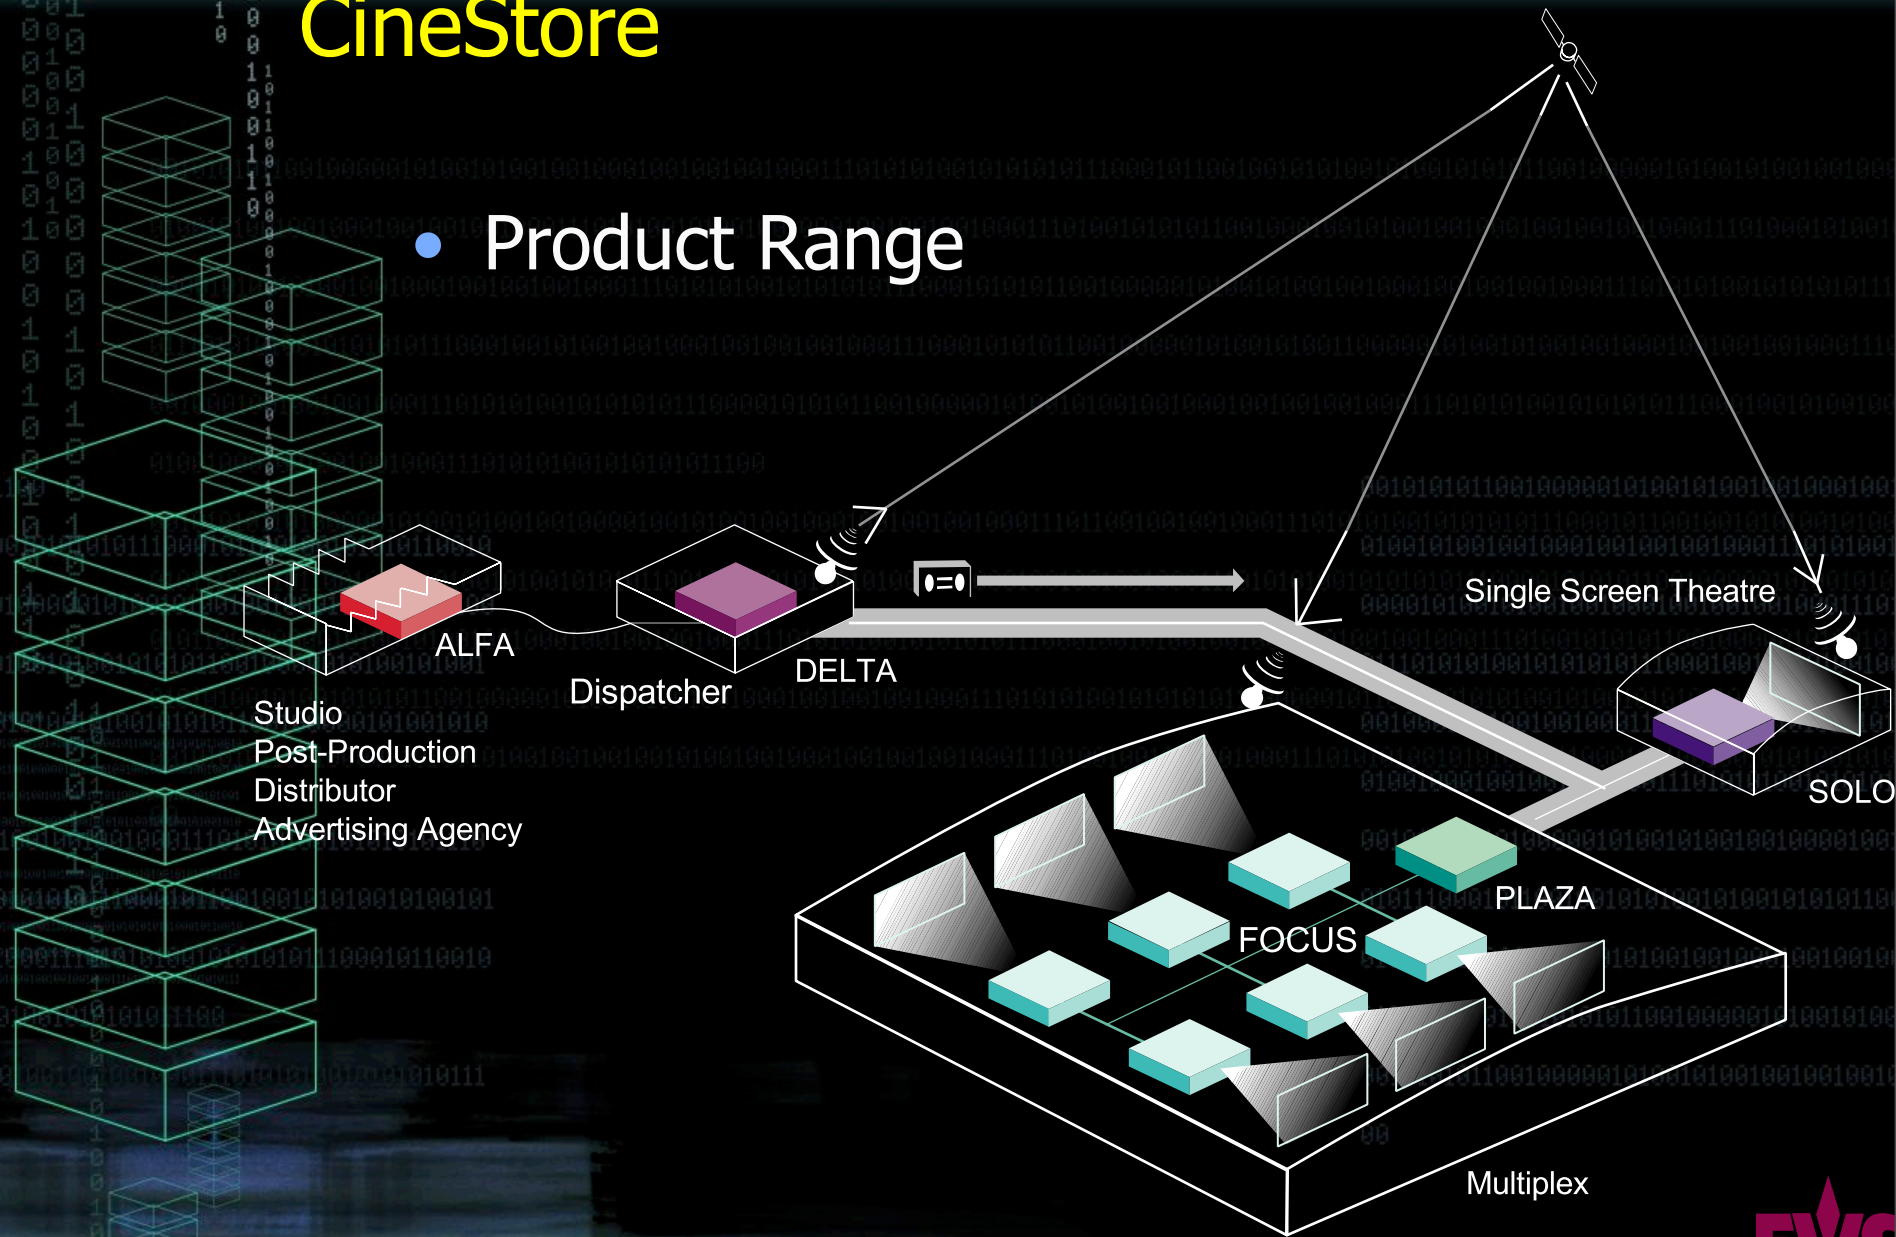 CineStore
• Product Range
Single Screen Theatre
ALFA
DELTA
Dispatcher
Studio
Post-Production
Distributor
Advertising Agency
SOLO
PLAZA
FOCUS
Multiplex